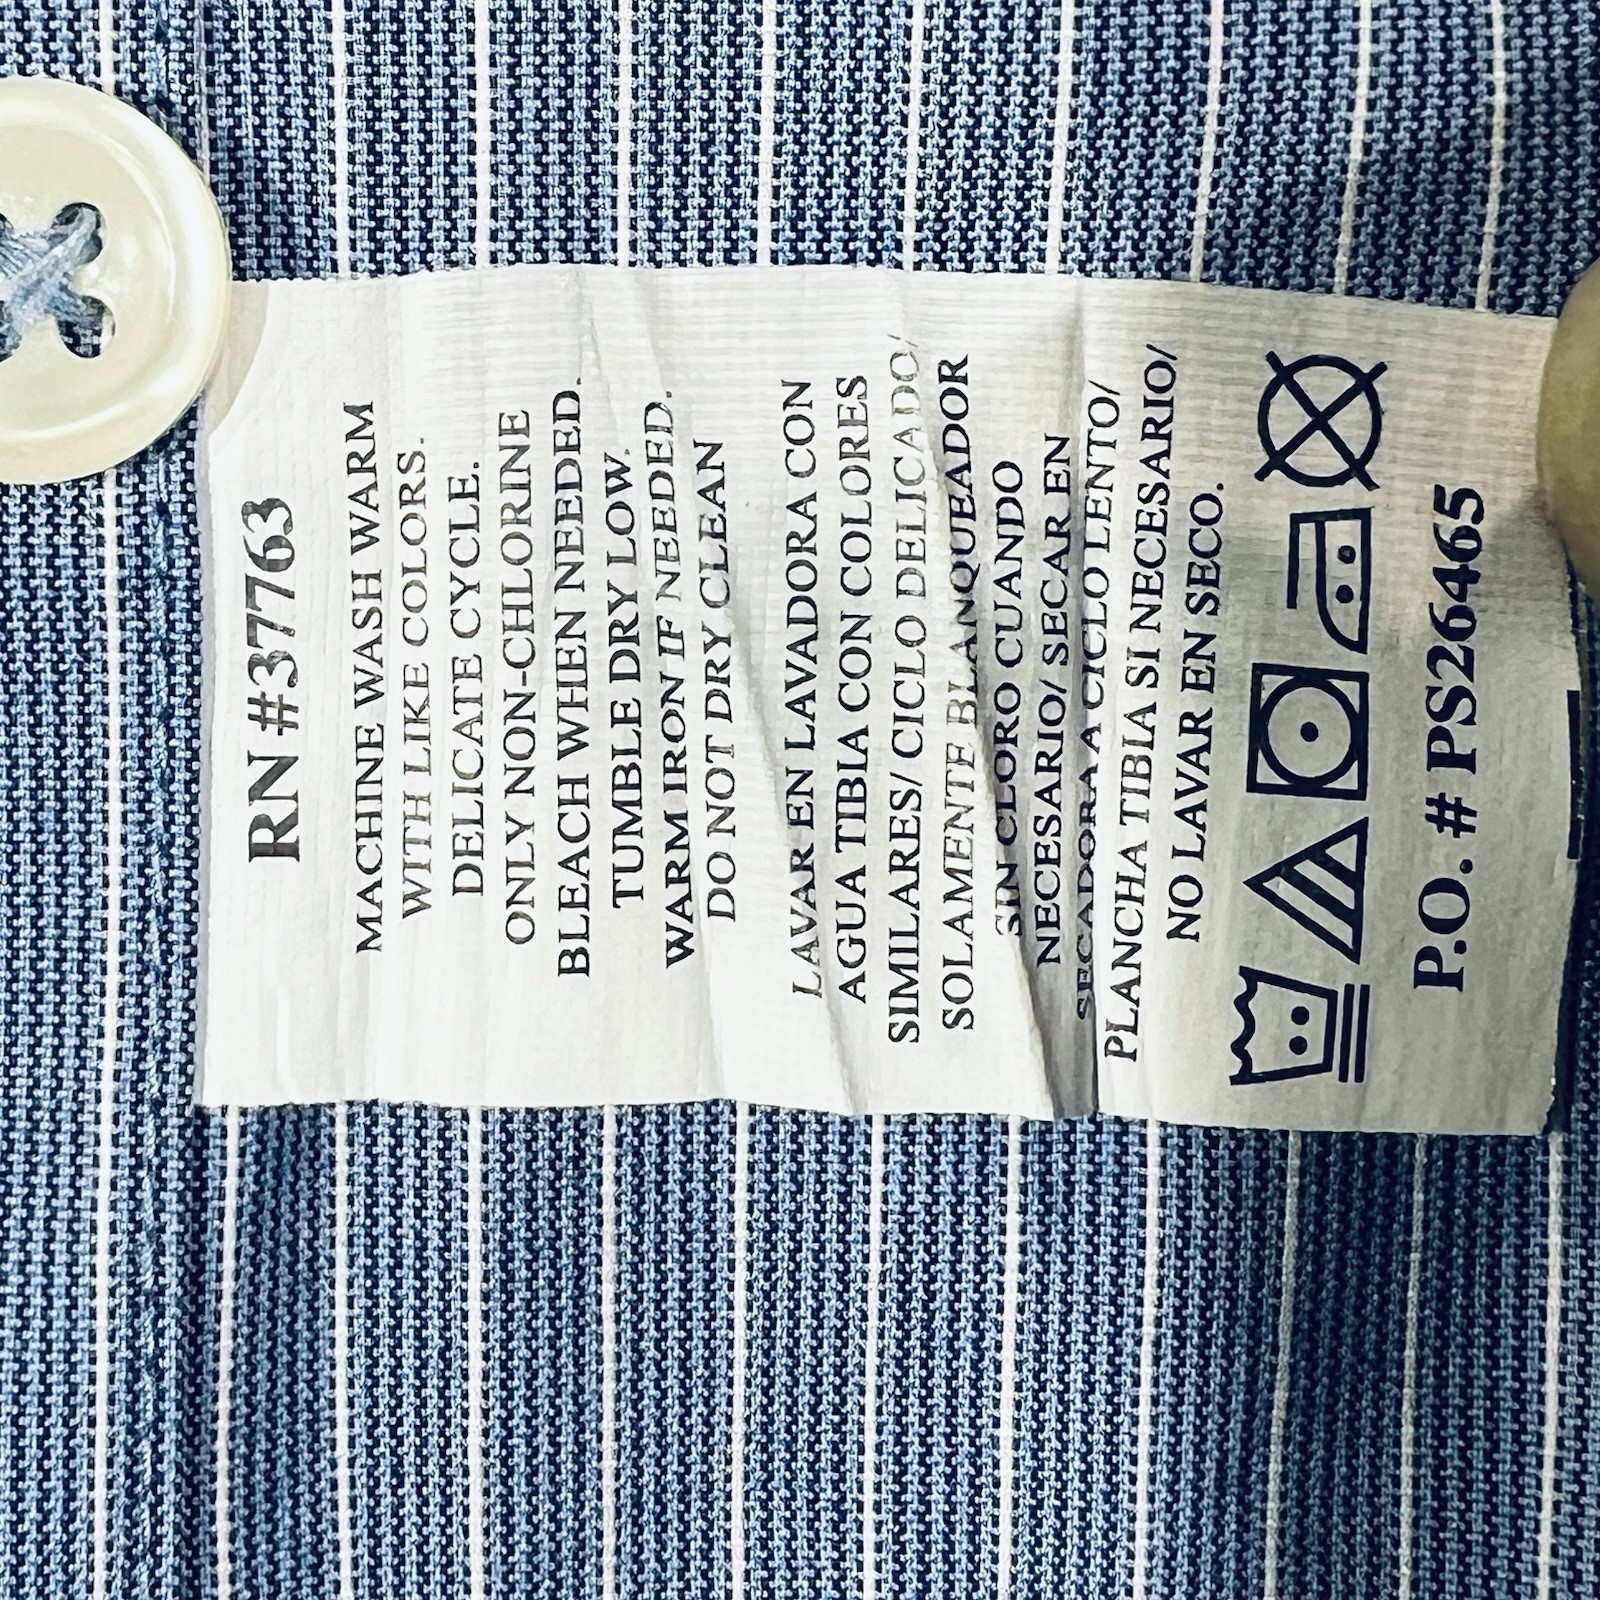 RN #37763
MACHINE WASH WARM
WITH LIKE COLORS.
DELICATE CYCLE.
ONLY NON-CHLORINE
BLEACH WHEN NEEDED.
TUMBLE DRY LOW.
WARM IRON IF NEEDED.
DO NOT DRY CLEAN
LAVAR EN LAVADORA CON
AGUA TIBIA CON COLORES
SIMILARES/ CICLO DELICADO/
SOLAMENTE BLANQUEADOR
SIN CLORO CUANDO
NECESARIO/ SECAR EN
SECADORA A CICLO LENTO/
PLANCHA TIBIA SI NECESARIO/
NO LAVAR EN SECO.
P.O. # PS26465